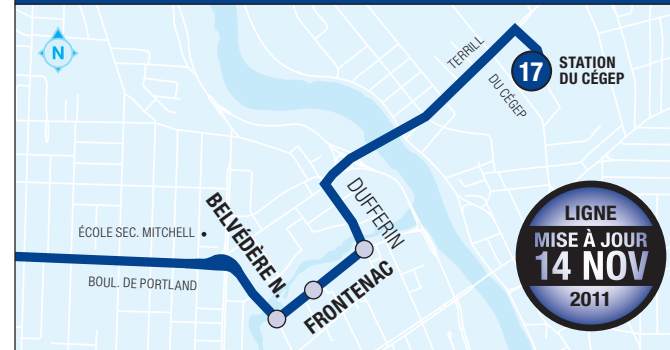 N
TERRILL
17
STATION
DU CÉGEP
DU CÉGEP
DUFFERIN
BELVÉDÈRE N.
ÉCOLE SEC. MITCHELL
BOUL. DE PORTLAND
FRONTENAC
LIGNE
MISE À JOUR
14 NOV
2011